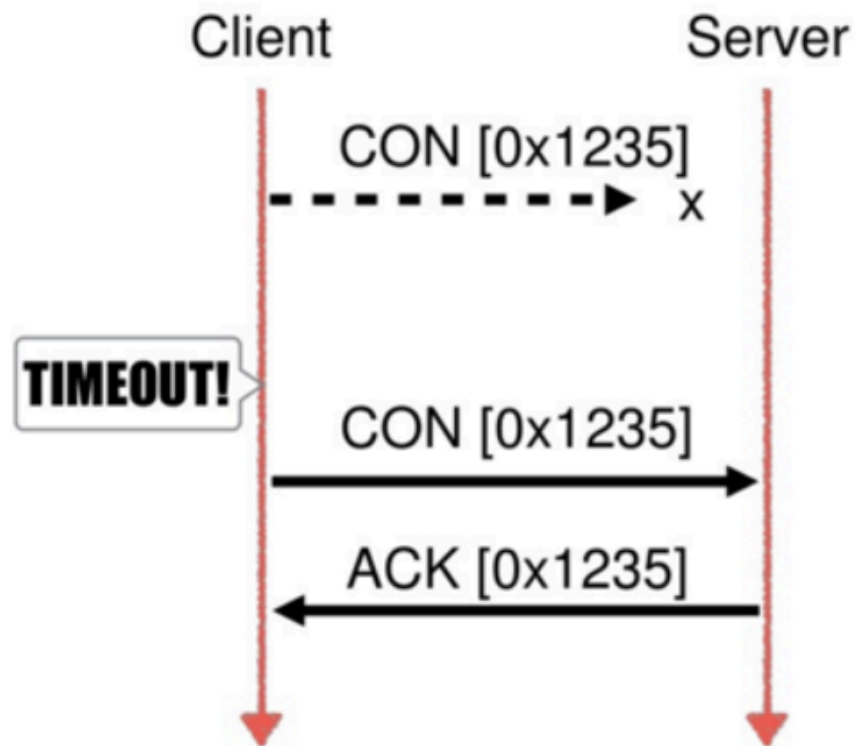 Client Server
CON [0x1235]
x
TIMEOUT!
CON [0x1235]
ACK [0x1235]